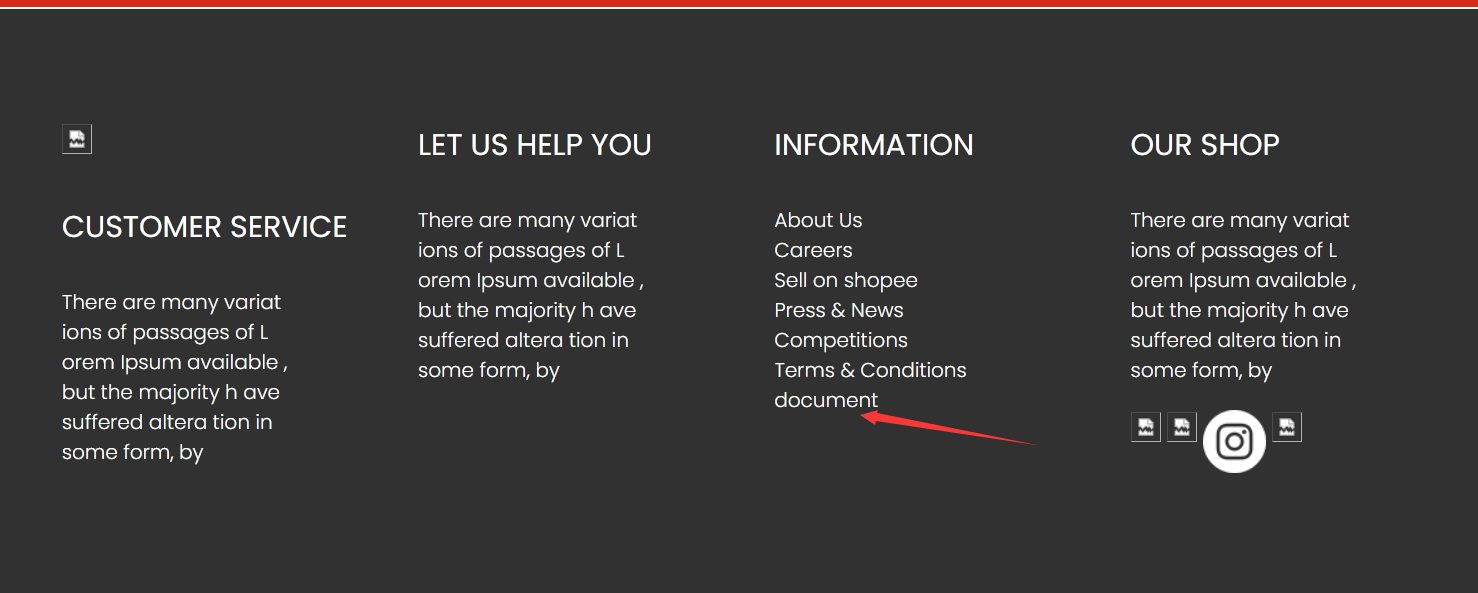 CUSTOMER SERVICE
There are many variat
ions of passages of L
orem Ipsum available ,
but the majority h ave
suffered altera tion in
some form, by
LET US HELP YOU
There are many variat
ions of passages of L
orem Ipsum available ,
but the majority h ave
suffered altera tion in
some form, by
INFORMATION
About Us
Careers
Sell on shopee
Press & News
Competitions
Terms & Conditions
document
OUR SHOP
There are many variat
ions of passages of L
orem Ipsum available ,
but the majority h ave
suffered altera tion in
some form, by